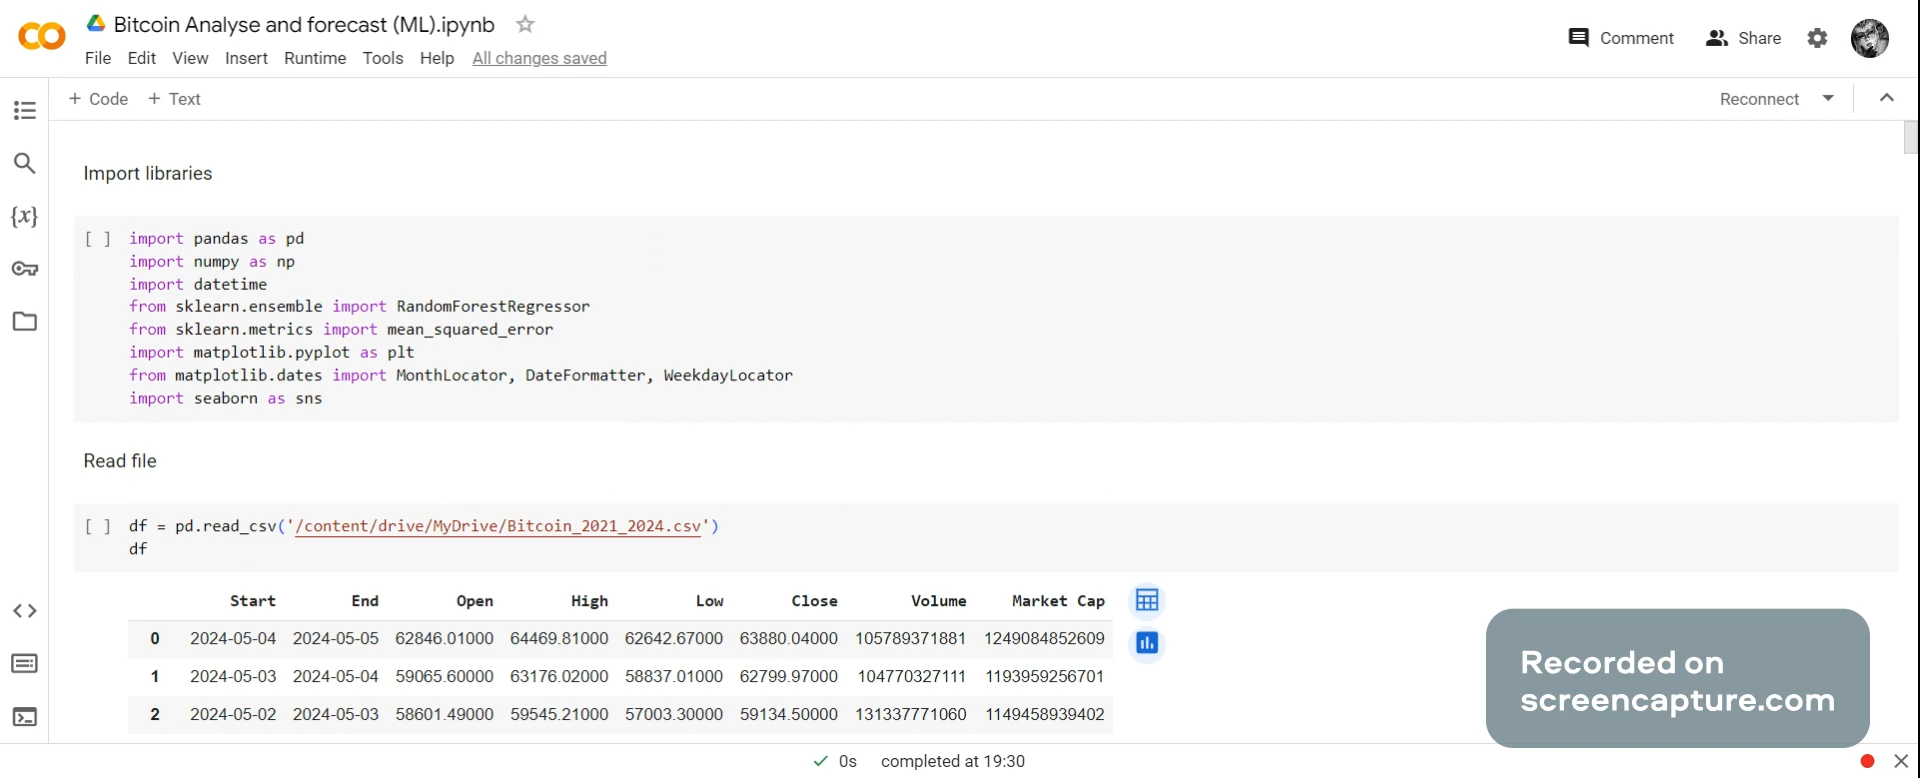 Bitcoin Analyse and forecast (ML).ipynb
File Edit View Insert Runtime Tools Help All changes saved
Comment Share
+ Code + Text
Reconnect
Import libraries
[ ] import pandas as pd
import numpy as np
import datetime
from sklearn.ensemble import RandomForestRegressor
from sklearn.metrics import mean_squared_error
import matplotlib.pyplot as plt
from matplotlib.dates import MonthLocator, DateFormatter, WeekdayLocator
import seaborn as sns
Read file
[ ] df = pd.read_csv('/content/drive/MyDrive/Bitcoin_2021_2024.csv')
df
Start End Open High Low Close Volume Market Cap
0 2024-05-04 2024-05-05 62846.01000 64469.81000 62642.67000 63880.04000 105789371881 1249084852609
1 2024-05-03 2024-05-04 59065.60000 63176.02000 58837.01000 62799.97000 104770327111 1193959256701
2 2024-05-02 2024-05-03 58601.49000 59545.21000 57003.30000 59134.50000 131337771060 1149458939402
Recorded on
screencapture.com
0s completed at 19:30